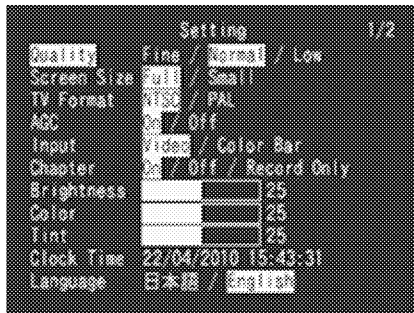 Setting 1/2
Quality Fine / Normal / Low
Screen Size Full / Small
TV Format NTSC / PAL
AGC On / Off
Input Video / Color Bar
Chapter On / Off / Record Only
Brightness 25
Color 25
Tint 25
Clock Time 22/04/2010 15:43:31
Language 日本語 / English